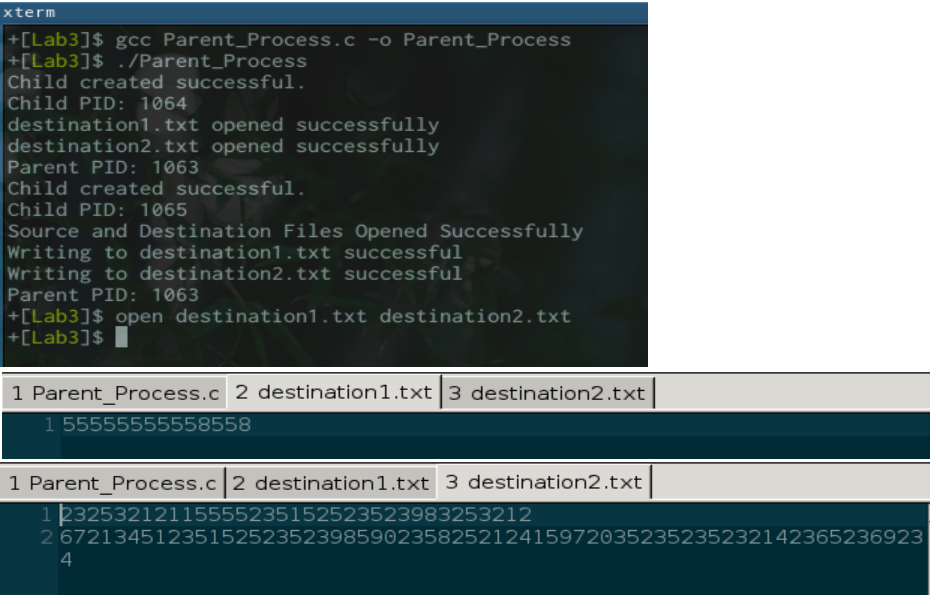 xterm
+[Lab3]$ gcc Parent_Process.c -o Parent_Process
+[Lab3]$ ./Parent_Process
Child created successful.
Child PID: 1064
destination1.txt opened successfully
destination2.txt opened successfully
Parent PID: 1063
Child created successful.
Child PID: 1065
Source and Destination Files Opened Successfully
Writing to destination1.txt successful
Writing to destination2.txt successful
Parent PID: 1063
+[Lab3]$ open destination1.txt destination2.txt
+[Lab3]$
1 Parent_Process.c 2 destination1.txt 3 destination2.txt
1 55555555558558
1 Parent_Process.c 2 destination1.txt 3 destination2.txt
1 23253212115555235152523523983253212
2 6721345123515252352398590235825212415972035235235232142365236923
4